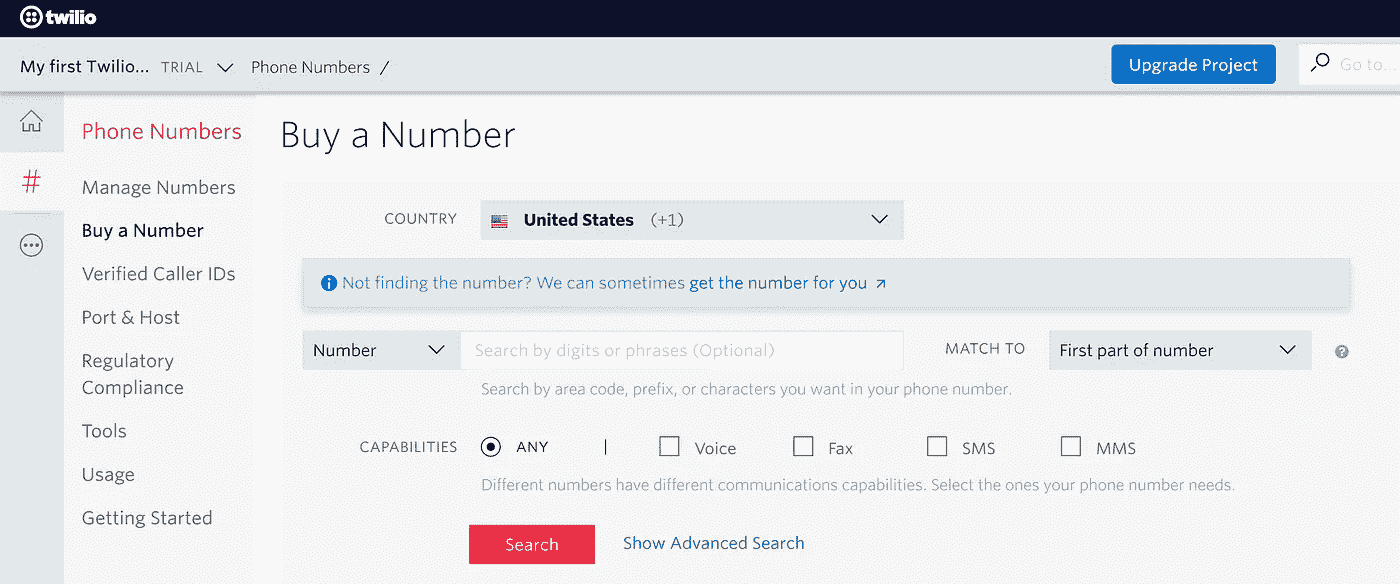 twilio
My first Twilio... TRIAL Phone Numbers / Upgrade Project Go to...
Phone Numbers
Manage Numbers
Buy a Number
Verified Caller IDs
Port & Host
Regulatory
Compliance
Tools
Usage
Getting Started
Buy a Number
COUNTRY United States (+1)
Not finding the number? We can sometimes get the number for you
Number Search by digits or phrases (Optional) MATCH TO First part of number ?
Search by area code, prefix, or characters you want in your phone number.
CAPABILITIES ANY | Voice Fax SMS MMS
Different numbers have different communications capabilities. Select the ones your phone number needs.
Search Show Advanced Search